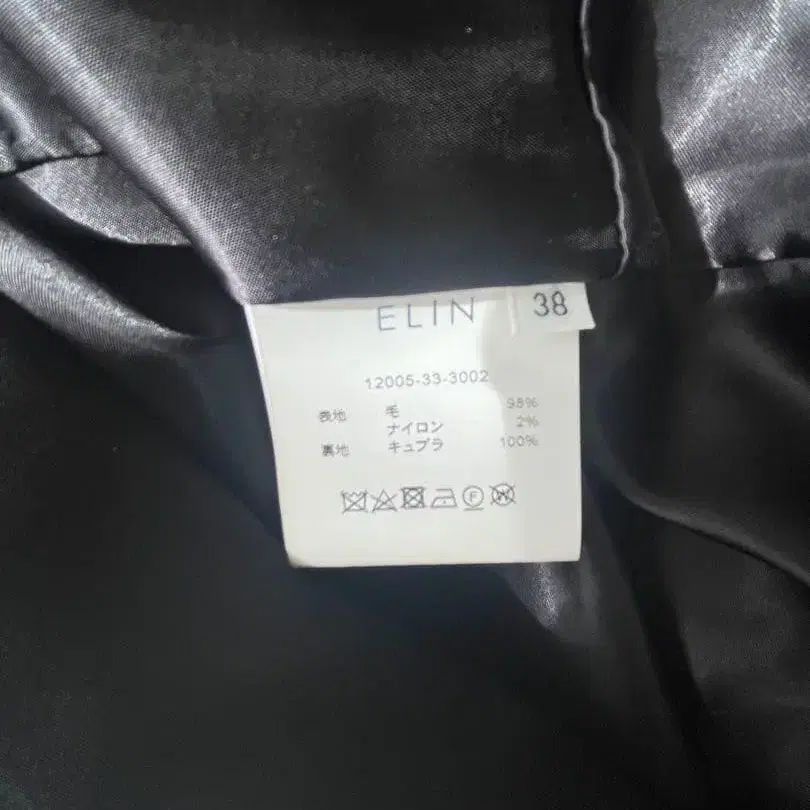 ELIN 38
12005-33-3002
表地 毛 98%
ナイロン 2%
裏地 キュプラ 100%